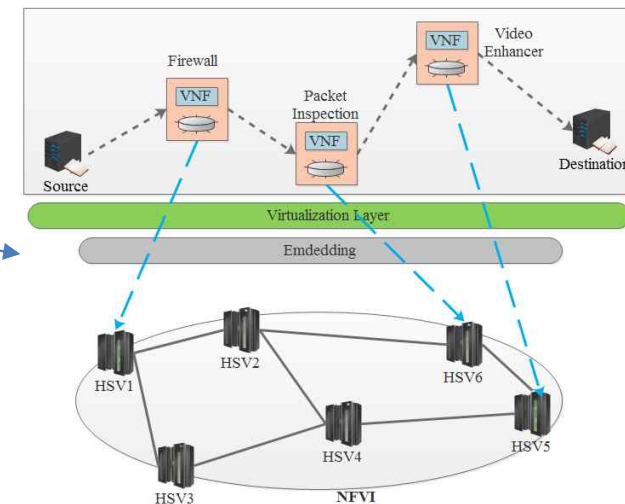 Video
Enhancer
VNF
Firewall
VNF
Packet
Inspection
VNF
Source
Destination
Virtualization Layer
Emdedding
HSV1
HSV2
HSV6
HSV3
HSV4
HSV5
NFVI